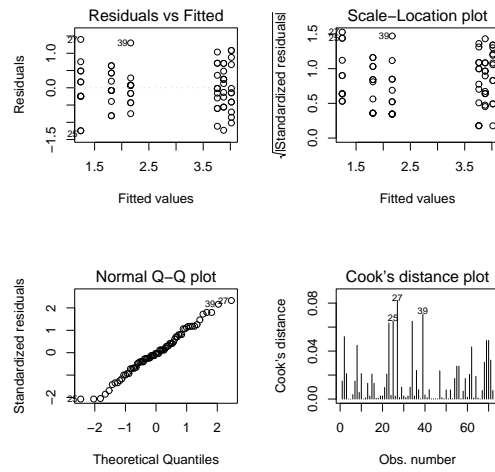 Residuals vs Fitted
Residuals
1.0
0.0
−1.5
27
39
25
1.5 2.5 3.5
Fitted values
Scale−Location plot
√|Standardized residuals|
1.5
1.0
0.5
0.0
27
25
39
1.5 2.5 3.5
Fitted values
Normal Q−Q plot
Standardized residuals
2
1
0
−2
39
27
25
−2 −1 0 1 2
Theoretical Quantiles
Cook's distance plot
Cook's distance
0.08
0.04
0.00
27
25
39
0 20 40 60
Obs. number